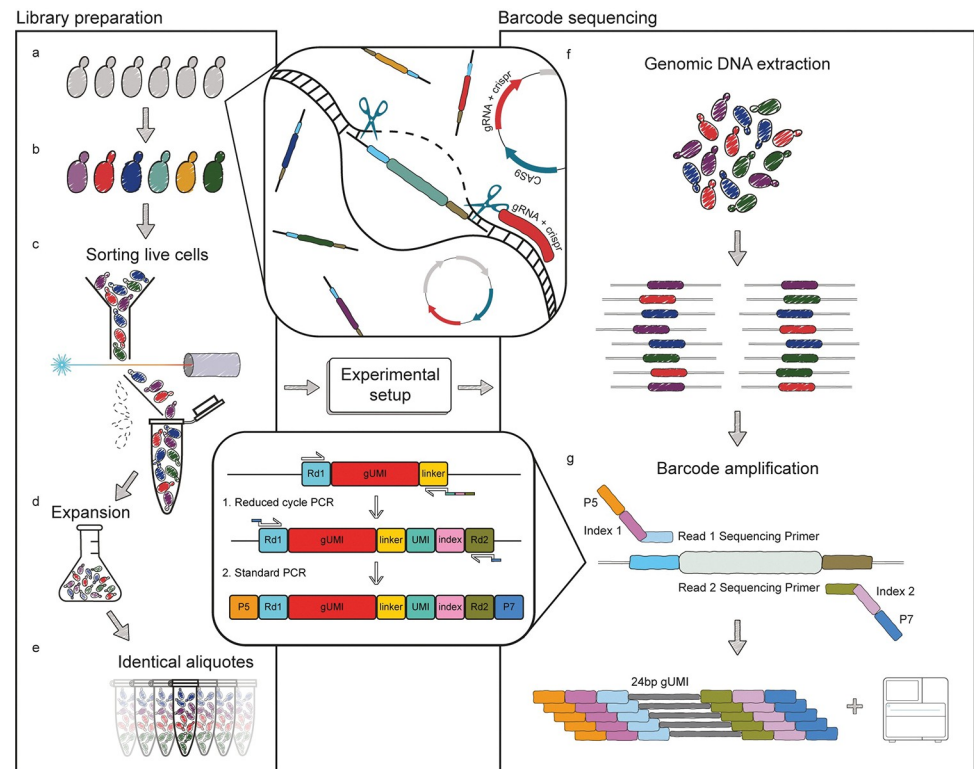 Library preparation
Barcode sequencing
a
b
c
Sorting live cells
d
Expansion
e
Identical aliquotes
gRNA + crispr
CAS9
gRNA + crispr
Experimental
setup
Rd1 gUMI linker
1. Reduced cycle PCR
Rd1 gUMI linker UMI index Rd2
2. Standard PCR
P5 Rd1 gUMI linker UMI index Rd2 P7
f
Genomic DNA extraction
g
Barcode amplification
P5
Index 1
Read 1 Sequencing Primer
Read 2 Sequencing Primer
Index 2
P7
24bp gUMI
+